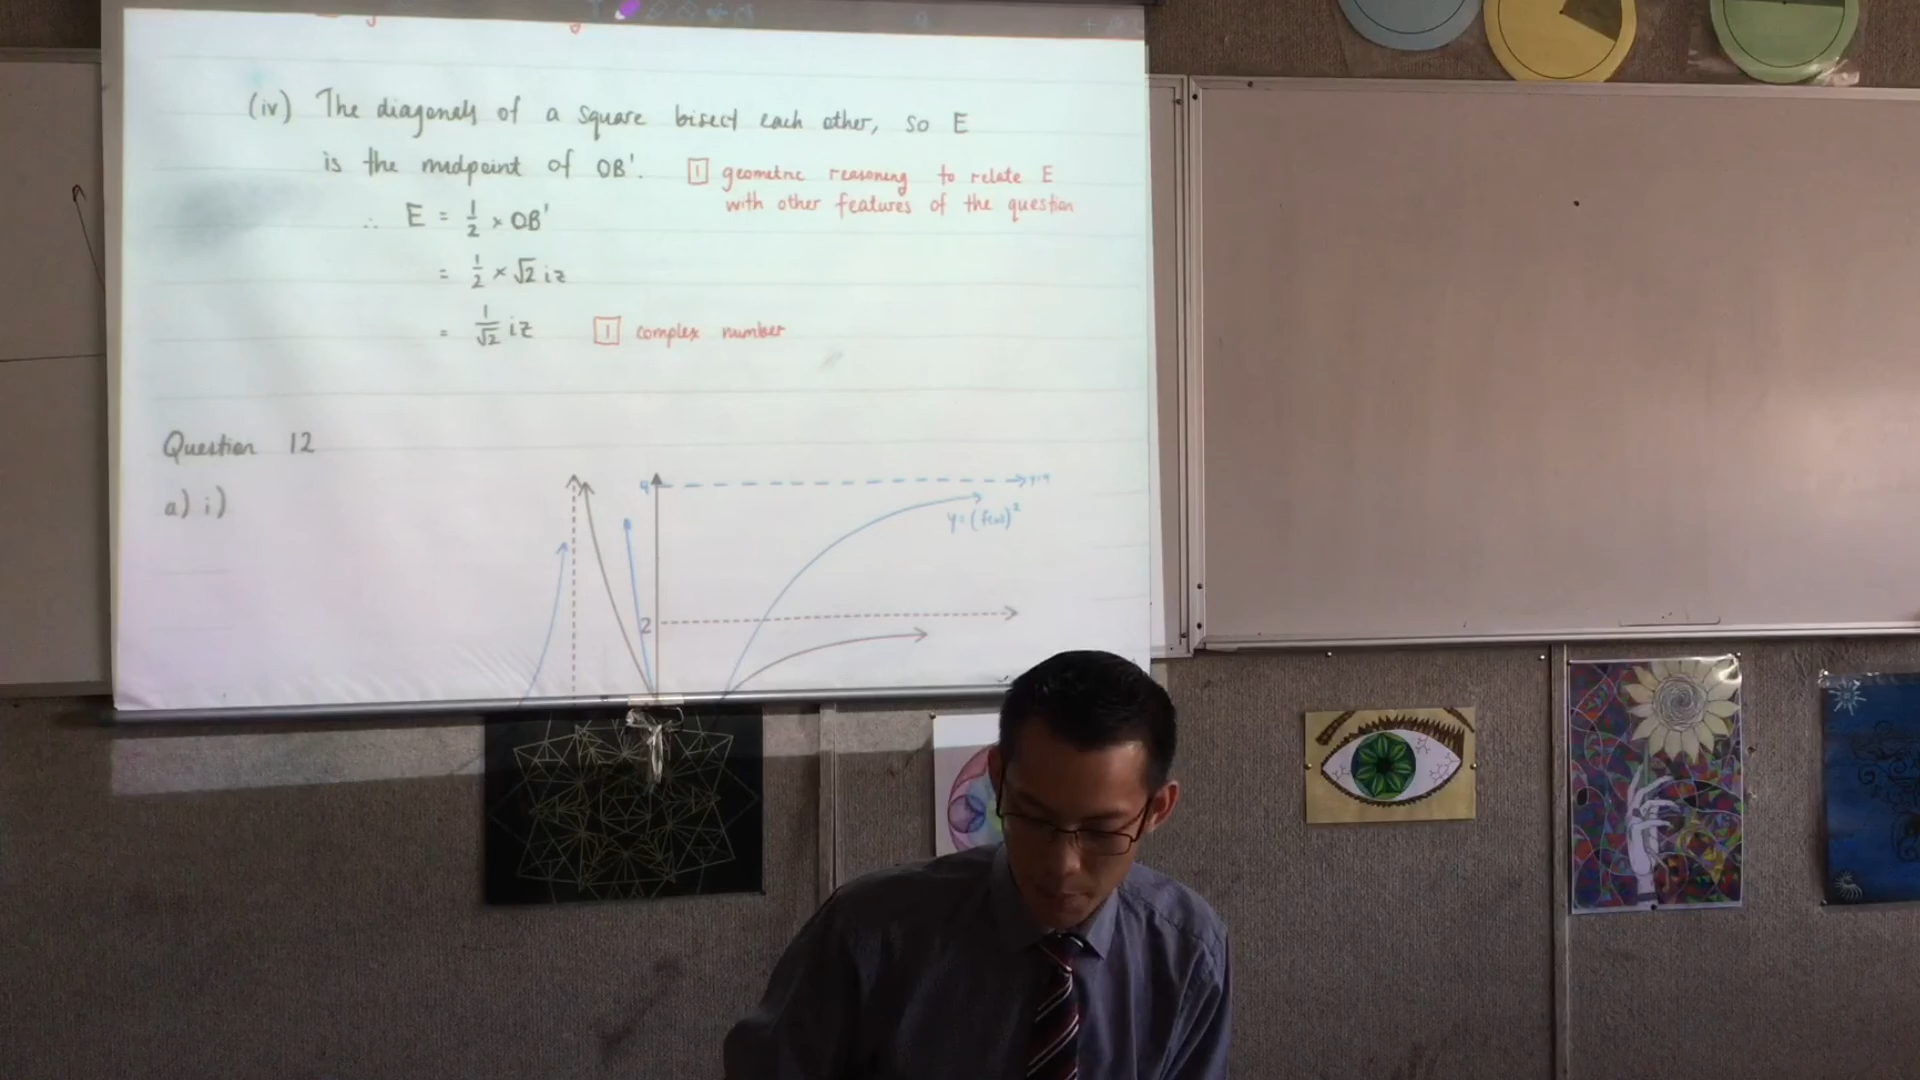 (iv) The diagonals of a square bisect each other, so E
is the midpoint of OB'.
1 geometric reasoning to relate E
with other features of the question
∴ E = 1/2 × OB'
= 1/2 × √2 iz
= 1/√2 iz
1 complex number
Question 12
a) i)
4
y=4
y=(f(x))²
2